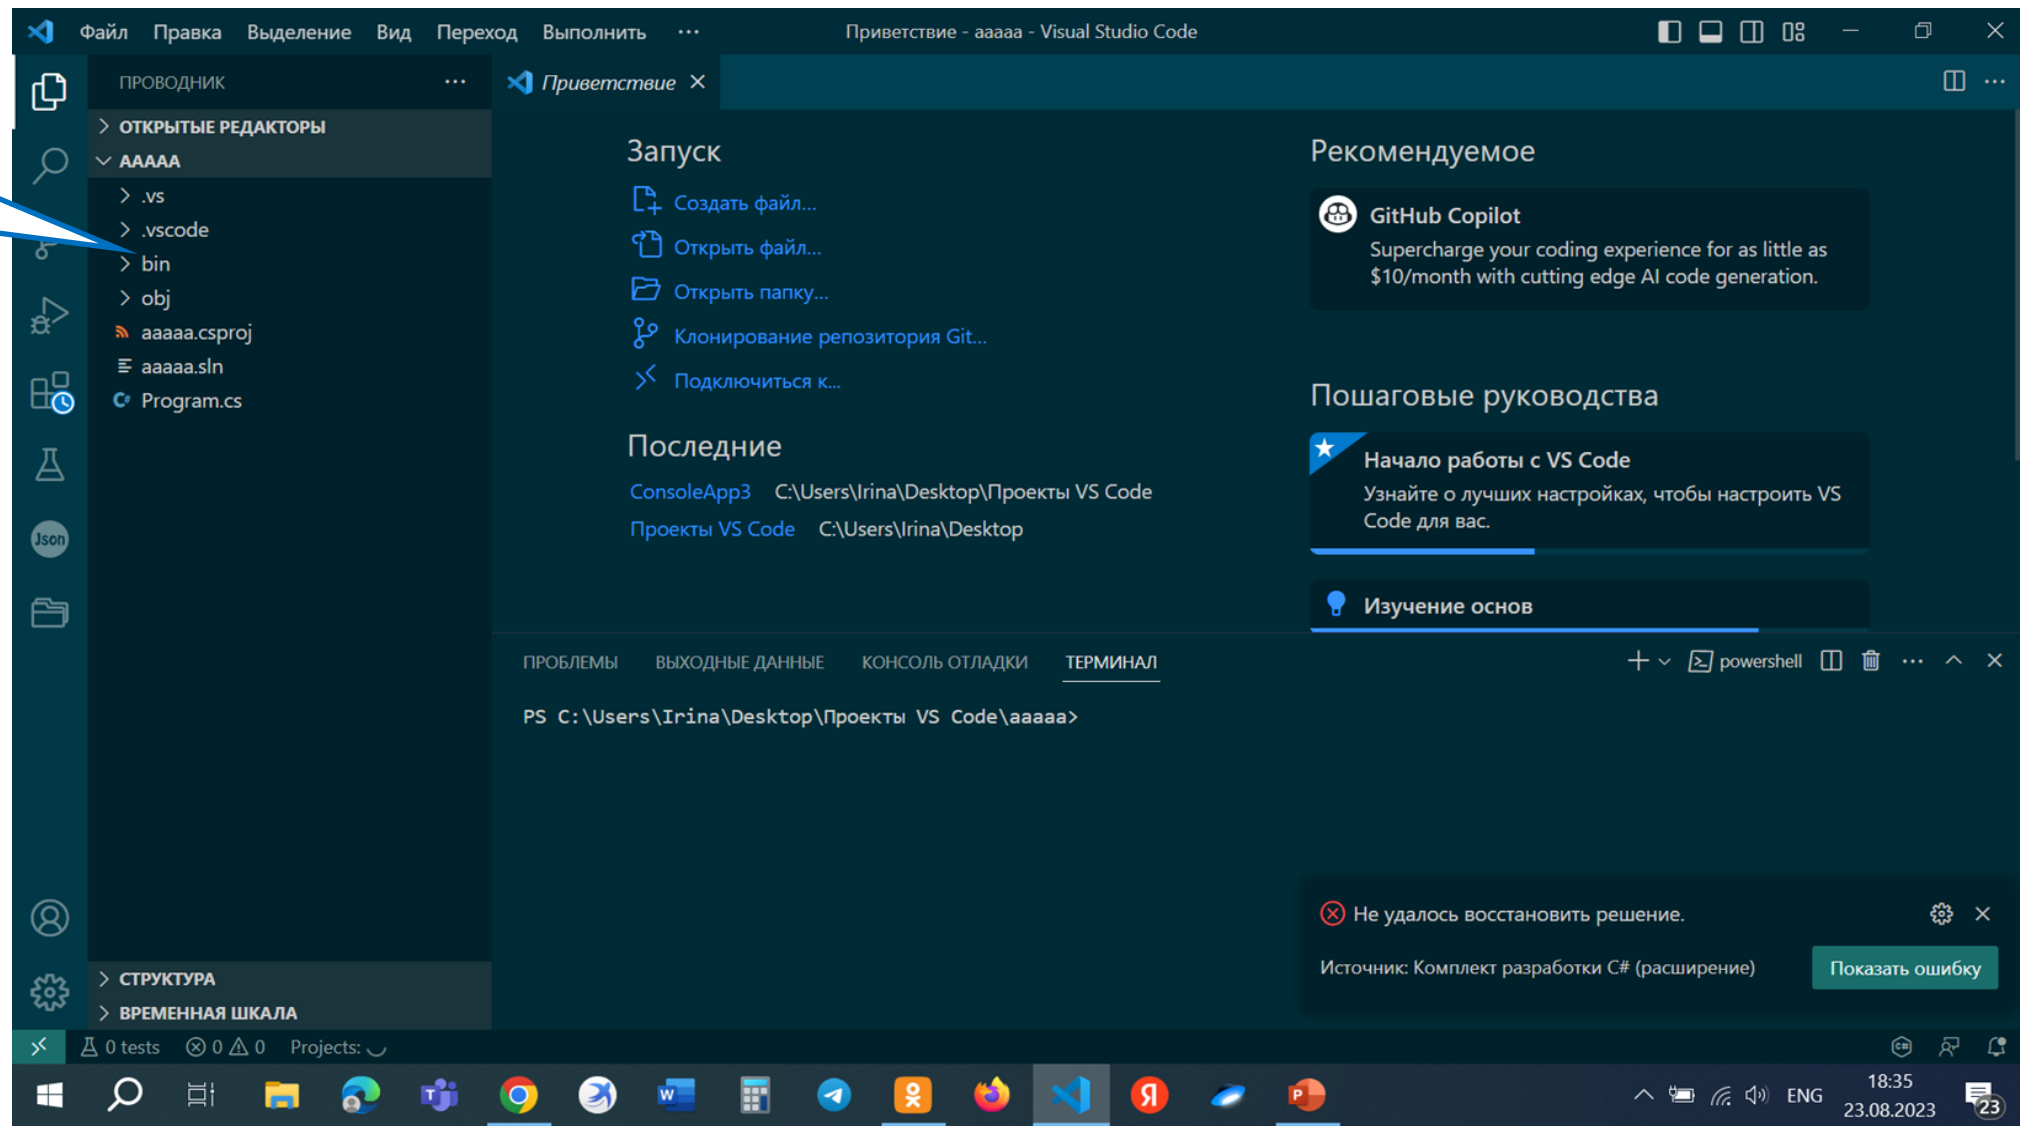 Файл Правка Выделение Вид Переход Выполнить ··· Приветствие - aaaaa - Visual Studio Code
ПРОВОДНИК ···
Приветствие
ОТКРЫТЫЕ РЕДАКТОРЫ
AAAAA
.vs
.vscode
bin
obj
aaaaa.csproj
aaaaa.sln
C# Program.cs
Json
СТРУКТУРА
ВРЕМЕННАЯ ШКАЛА
Запуск
Создать файл...
Открыть файл...
Открыть папку...
Клонирование репозитория Git...
Подключиться к...
Последние
ConsoleApp3 C:\Users\Irina\Desktop\Проекты VS Code
Проекты VS Code C:\Users\Irina\Desktop
Рекомендуемое
GitHub Copilot
Supercharge your coding experience for as little as
$10/month with cutting edge AI code generation.
Пошаговые руководства
Начало работы с VS Code
Узнайте о лучших настройках, чтобы настроить VS
Code для вас.
Изучение основ
ПРОБЛЕМЫ ВЫХОДНЫЕ ДАННЫЕ КОНСОЛЬ ОТЛАДКИ ТЕРМИНАЛ
powershell
PS C:\Users\Irina\Desktop\Проекты VS Code\aaaaa>
Не удалось восстановить решение.
Источник: Комплект разработки C# (расширение)
Показать ошибку
0 tests 0 0 Projects:
ENG
18:35
23.08.2023
23